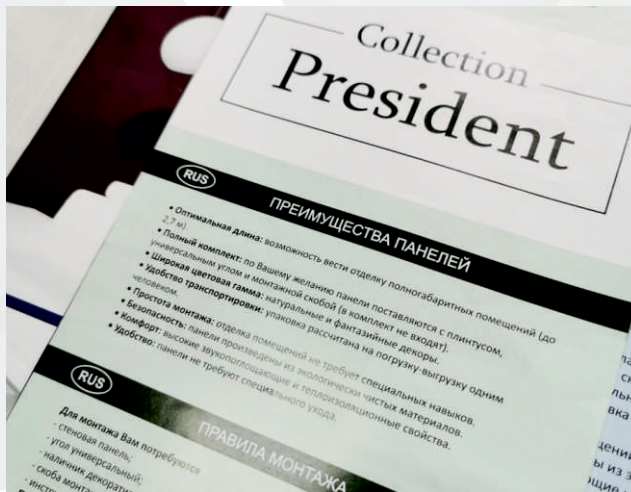 Collection
President
RUS
ПРЕИМУЩЕСТВА ПАНЕЛЕЙ
• Оптимальная длина: возможность вести отделку полногабаритных помещений (до
2,7 м)
• Полный комплект: по Вашему желанию панели поставляются с плинтусом,
универсальным углом и монтажной скобой (в комплект не входят).
• Широкая цветовая гамма: натуральные и фантазийные декоры.
• Удобство транспортировки: упаковка рассчитана на погрузку-выгрузку одним
человеком.
• Простота монтажа: отделка помещений не требует специальных навыков.
• Безопасность: панели произведены из экологически чистых материалов.
• Комфорт: высокие звукопоглощающие и теплоизоляционные свойства.
• Удобство: панели не требуют специального ухода.
RUS
ПРАВИЛА МОНТАЖА
Для монтажа Вам потребуются
- стеновая панель;
- угол универсальный;
- наличник
- скоба